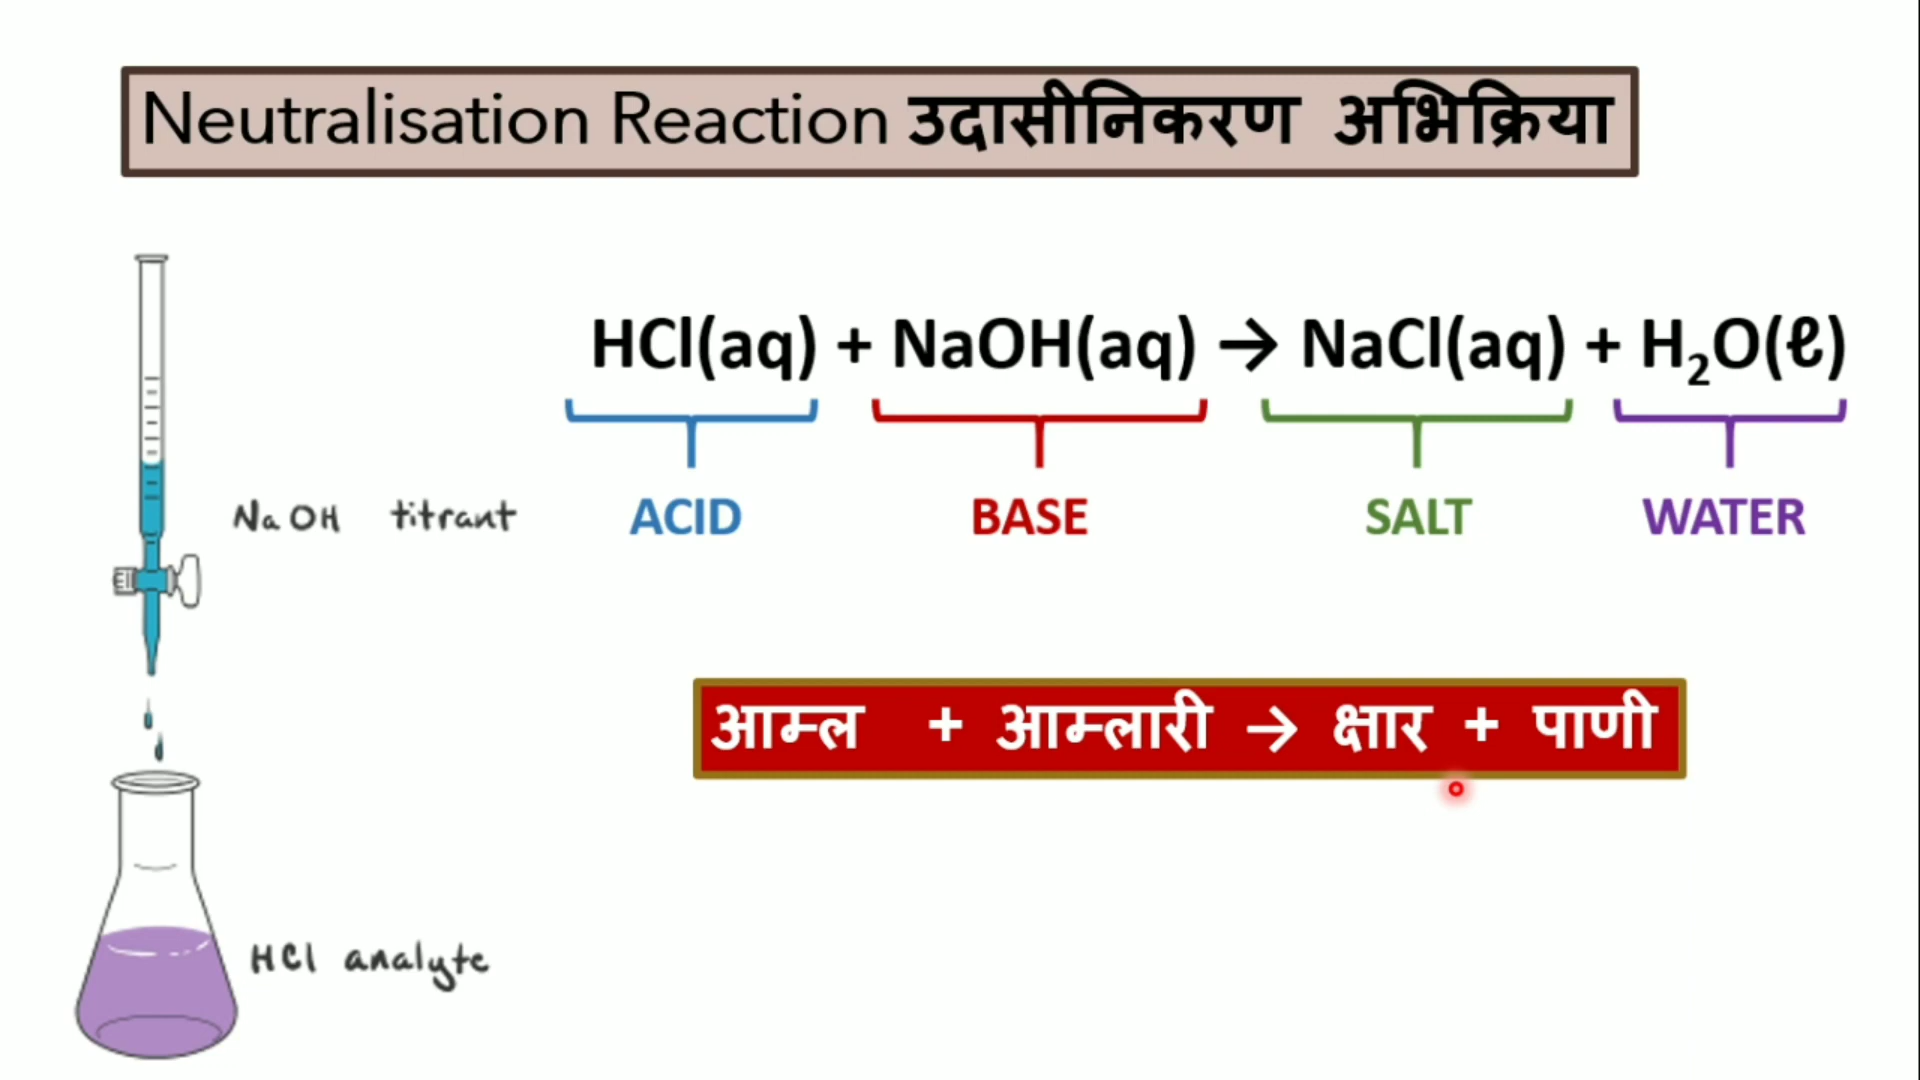 Neutralisation Reaction उदासीनिकरण अभिक्रिया
HCl(aq) + NaOH(aq) → NaCl(aq) + H₂O(ℓ)
NaOH titrant
ACID BASE SALT WATER
आम्ल + आम्लारी → क्षार + पाणी
HCl analyte